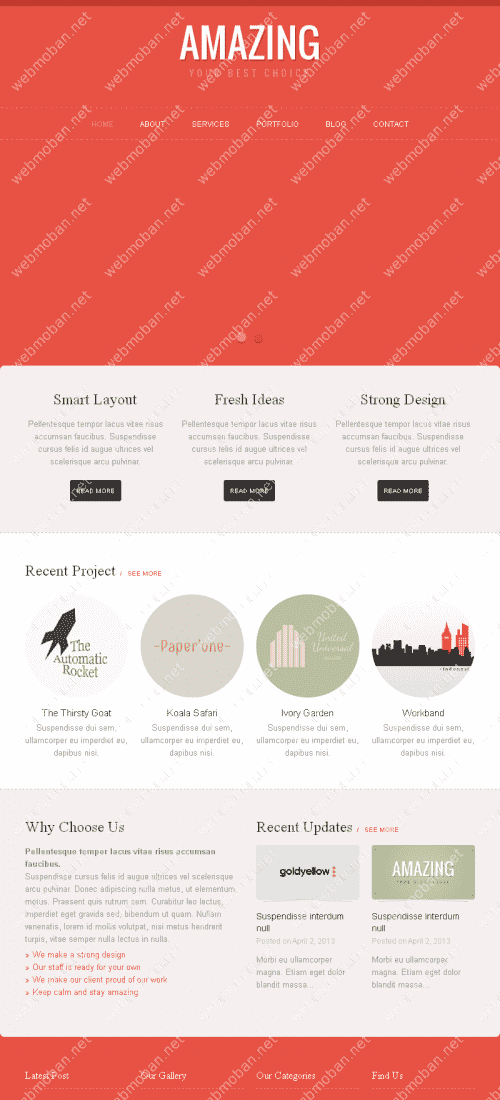 AMAZING
YOUR BEST CHOICE
HOME ABOUT SERVICES PORTFOLIO BLOG CONTACT
webmoban.net
Smart Layout Fresh Ideas Strong Design
Pellentesque tempor lacus vitae risus Pellentesque tempor lacus vitae risus Pellentesque tempor lacus vitae risus
accumsan faucibus. Suspendisse accumsan faucibus. Suspendisse accumsan faucibus. Suspendisse
cursus felis id augue ultrices vel cursus felis id augue ultrices vel cursus felis id augue ultrices vel
scelerisque arcu pulvinar. scelerisque arcu pulvinar. scelerisque arcu pulvinar.
READ MORE READ MORE READ MORE
Recent Project / SEE MORE
The
Automatic
Rocket
-Paper'one-
United
Universal
The Thirsty Goat Koala Safari Ivory Garden Workband
Suspendisse dui sem, Suspendisse dui sem, Suspendisse dui sem, Suspendisse dui sem,
ullamcorper eu imperdiet eu, ullamcorper eu imperdiet eu, ullamcorper eu imperdiet eu, ullamcorper eu imperdiet eu,
dapibus nisi. dapibus nisi. dapibus nisi. dapibus nisi.
Why Choose Us
Pellentesque tempor lacus vitae risus accumsan
faucibus.
Suspendisse cursus felis id augue ultrices vel scelerisque
arcu pulvinar. Donec adipiscing nulla metus, ut elementum
metus. Praesent quis rutrum sem. Curabitur leo lectus,
imperdiet eget gravida sed, bibendum ut quam. Nullam
venenatis, lorem id mollis volutpat, nisi metus hendrerit
turpis, vitae semper nulla lectus in nulla.
» We make a strong design
» Our staff is ready for your own
» We make our client proud of our work
» Keep calm and stay amazing
Recent Updates / SEE MORE
goldyellow
AMAZING
YOUR BEST CHOICE
Suspendisse interdum Suspendisse interdum
null null
Posted on April 2, 2013 Posted on April 2, 2013
Morbi eu ullamcorper Morbi eu ullamcorper
magna. Etiam eget dolor magna. Etiam eget dolor
blandit massa... blandit massa...
Latest Post Our Gallery Our Categories Find Us